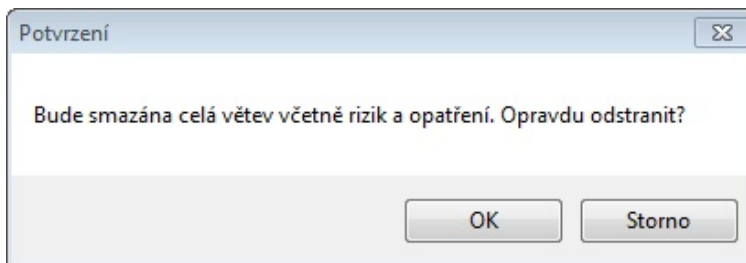 Potvrzení
Bude smazána celá větev včetně rizik a opatření. Opravdu odstranit?
OK
Storno